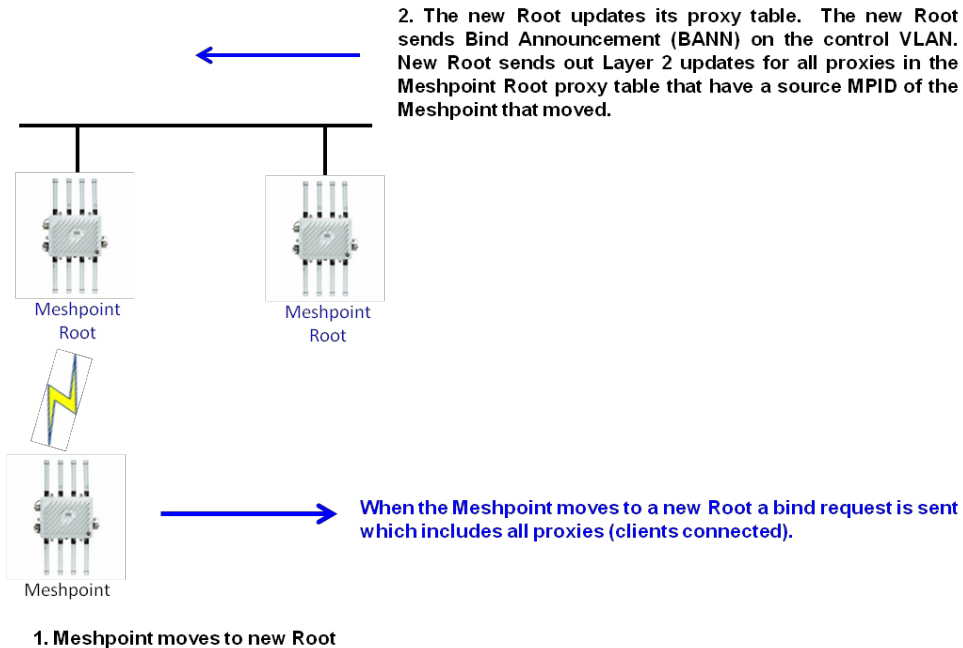 2. The new Root updates its proxy table. The new Root
sends Bind Announcement (BANN) on the control VLAN.
New Root sends out Layer 2 updates for all proxies in the
Meshpoint Root proxy table that have a source MPID of the
Meshpoint that moved.
Meshpoint
Root
Meshpoint
Root
When the Meshpoint moves to a new Root a bind request is sent
which includes all proxies (clients connected).
Meshpoint
1. Meshpoint moves to new Root